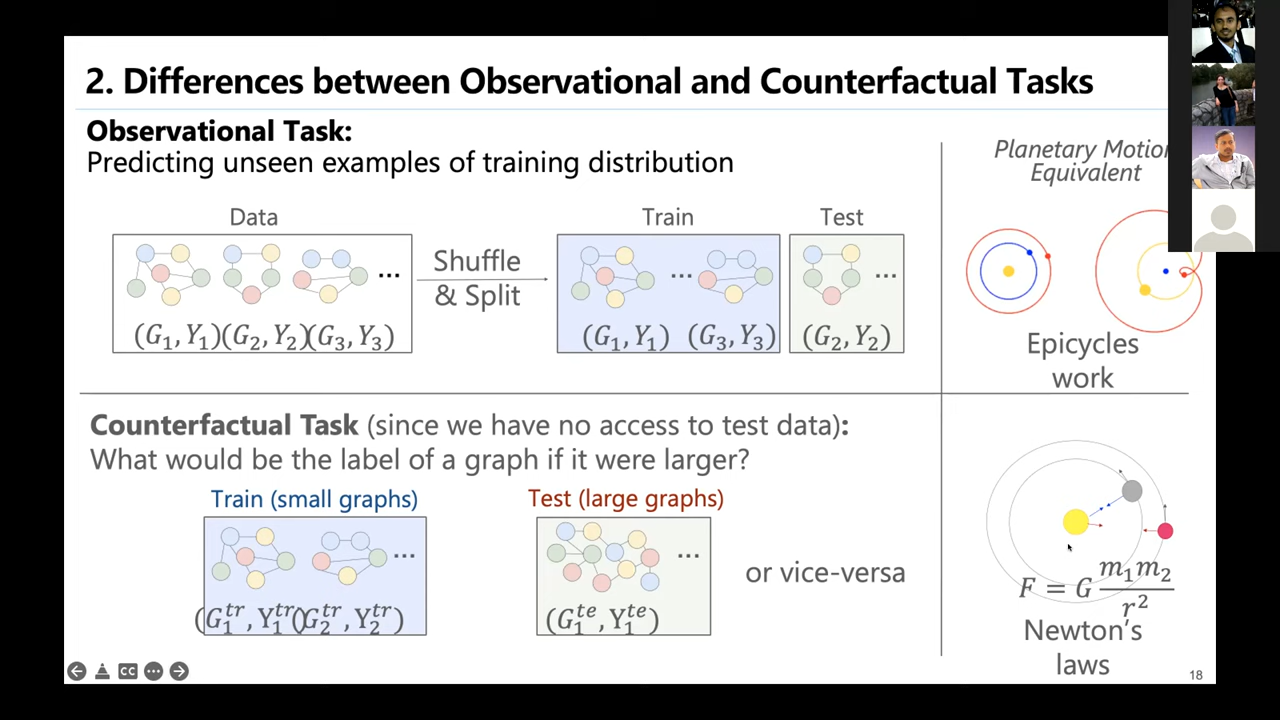 2. Differences between Observational and Counterfactual Tasks
Observational Task:
Predicting unseen examples of training distribution
Data
(G₁, Y₁)(G₂, Y₂)(G₃, Y₃)
...
Shuffle
& Split
Train
...
(G₁, Y₁) (G₃, Y₃)
Test
...
(G₂, Y₂)
Planetary Motion
Equivalent
Epicycles
work
Counterfactual Task (since we have no access to test data):
What would be the label of a graph if it were larger?
Train (small graphs)
...
(G₁ᵗʳ, Y₁ᵗʳ)(G₂ᵗʳ, Y₂ᵗʳ)
Test (large graphs)
...
(G₁ᵗᵉ, Y₁ᵗᵉ)
or vice-versa
F = G m₁m₂ / r²
Newton's
laws
CC
18